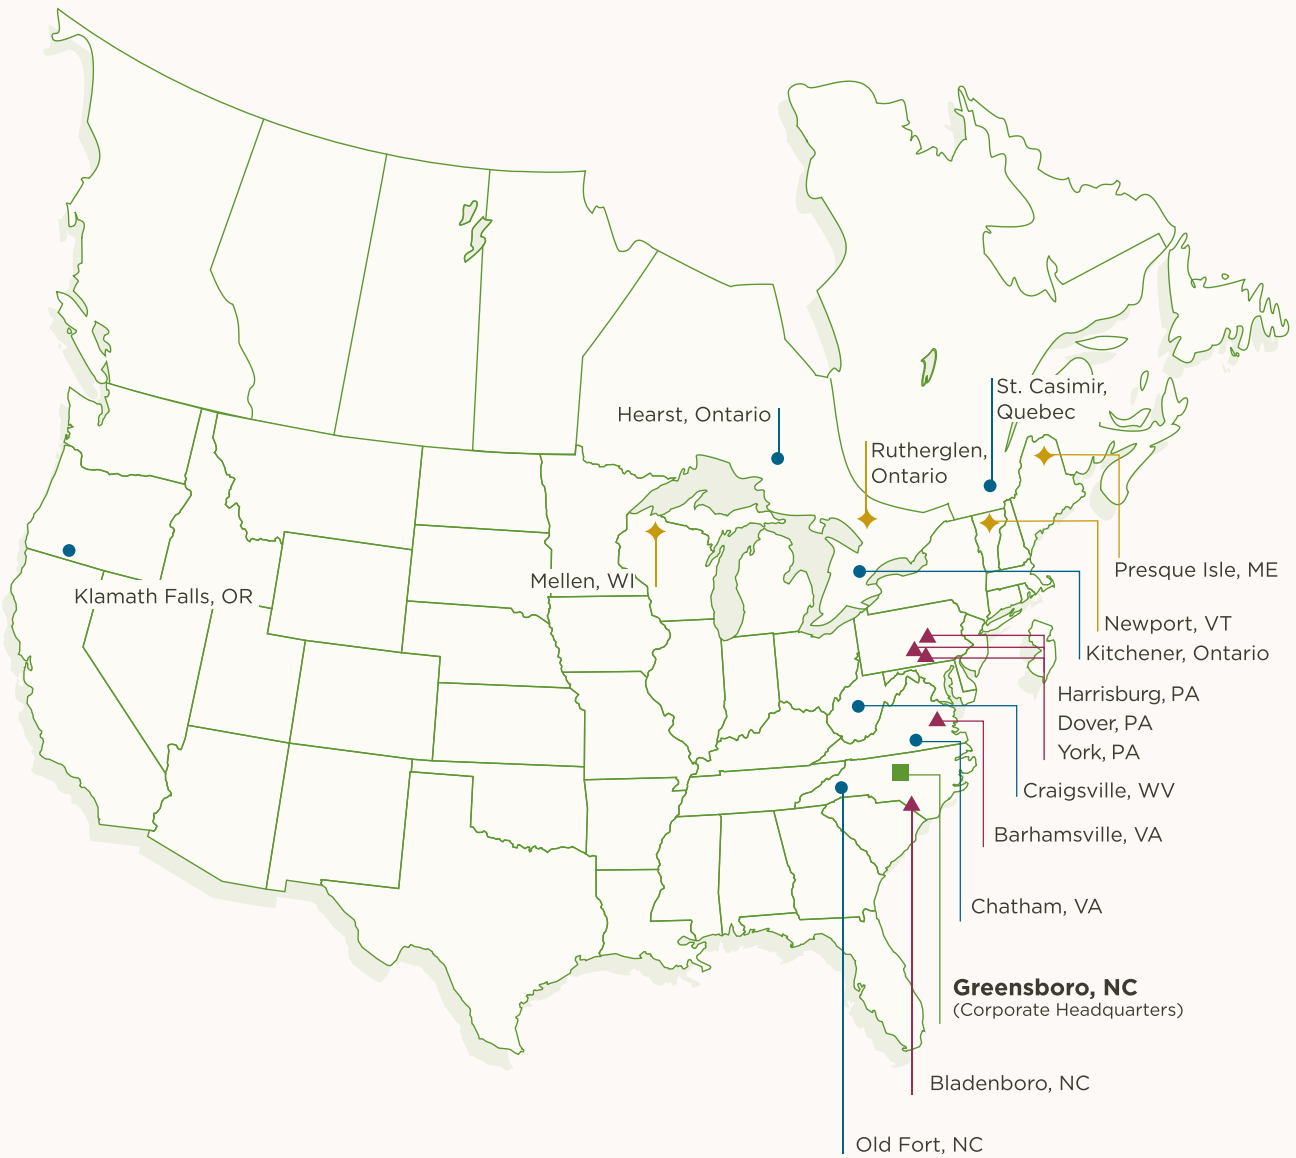 St. Casimir,
Quebec
Hearst, Ontario
Rutherglen,
Ontario
Presque Isle, ME
Mellen, WI
Klamath Falls, OR
Newport, VT
Kitchener, Ontario
Harrisburg, PA
Dover, PA
York, PA
Craigsville, WV
Barhamsville, VA
Chatham, VA
Greensboro, NC
(Corporate Headquarters)
Bladenboro, NC
Old Fort, NC